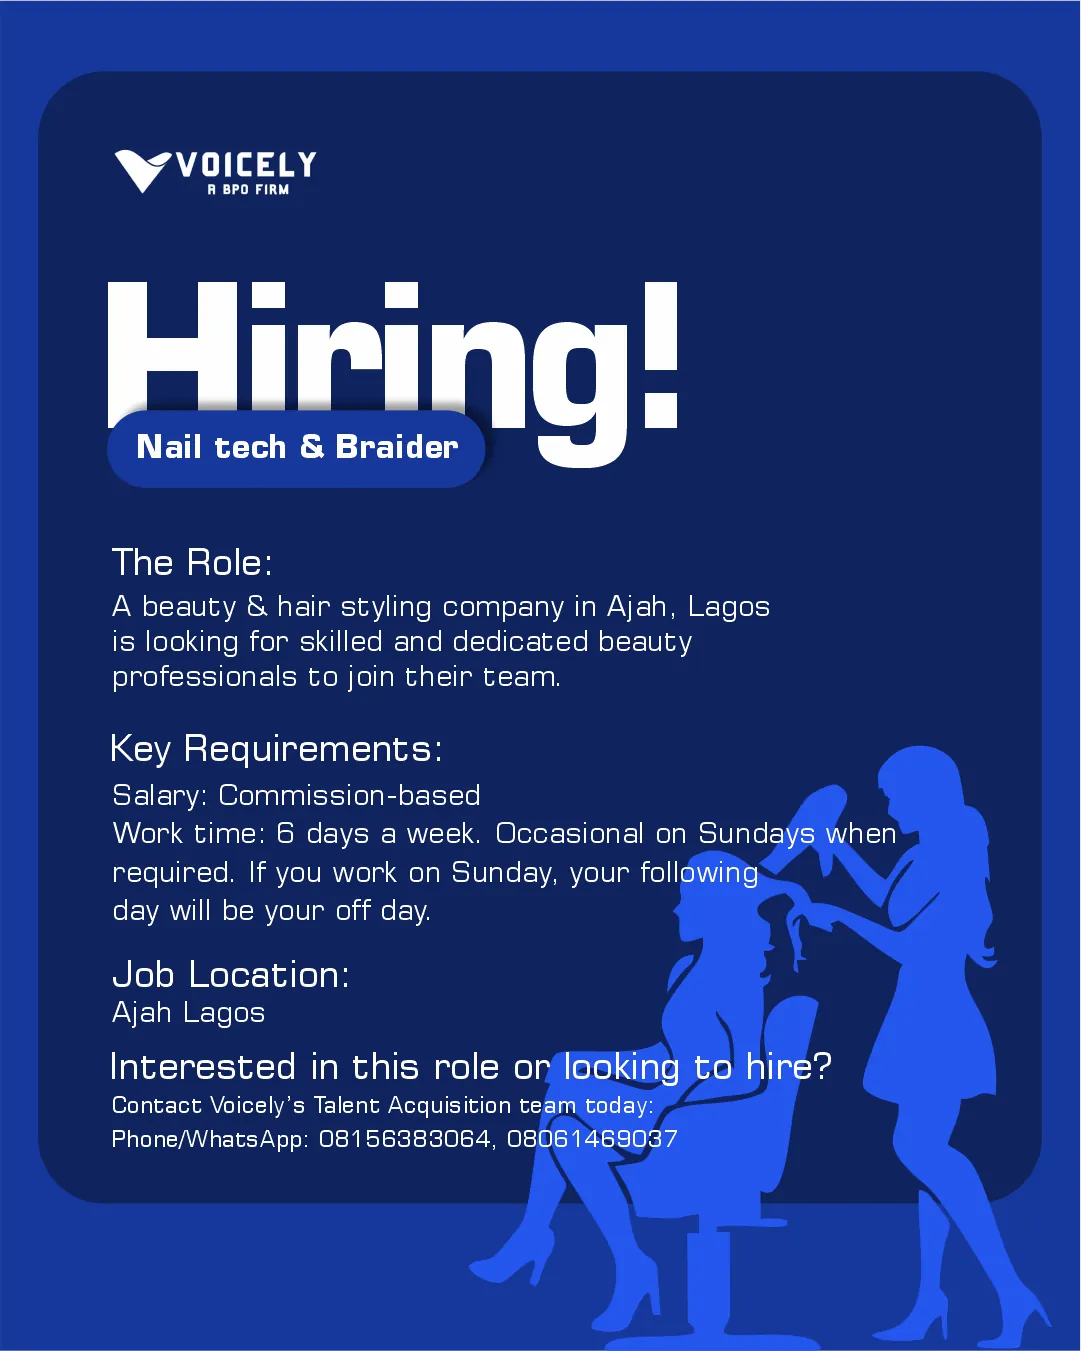 VOICELY
A BPO FIRM
Hiring!
Nail tech & Braider
The Role:
A beauty & hair styling company in Ajah, Lagos
is looking for skilled and dedicated beauty
professionals to join their team.
Key Requirements:
Salary: Commission-based
Work time: 6 days a week. Occasional on Sundays when
required. If you work on Sunday, your following
day will be your off day.
Job Location:
Ajah Lagos
Interested in this role or looking to hire?
Contact Voicely's Talent Acquisition team today:
Phone/WhatsApp: 08156383064, 08061469037